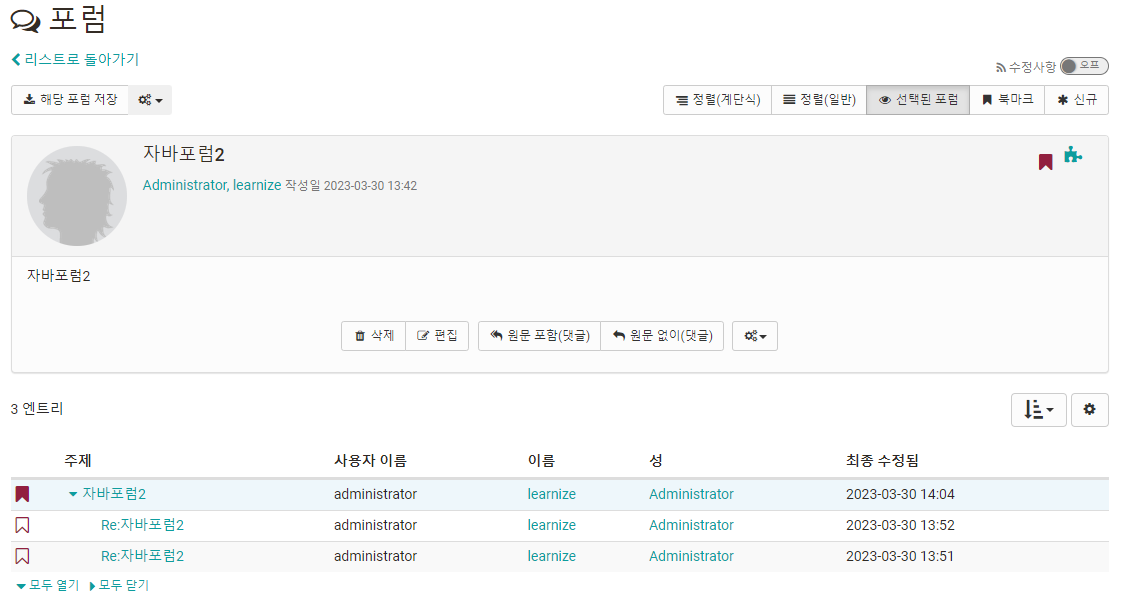 포럼
리스트로 돌아가기
수정사항 오프
해당 포럼 저장
정렬(계단식) 정렬(일반) 선택된 포럼 북마크 신규
자바포럼2
Administrator, learnize 작성일 2023-03-30 13:42
자바포럼2
삭제 편집 원문 포함(댓글) 원문 없이(댓글)
3 엔트리
주제 사용자 이름 이름 성 최종 수정됨
자바포럼2 administrator learnize Administrator 2023-03-30 14:04
Re:자바포럼2 administrator learnize Administrator 2023-03-30 13:52
Re:자바포럼2 administrator learnize Administrator 2023-03-30 13:51
모두 열기 모두 닫기